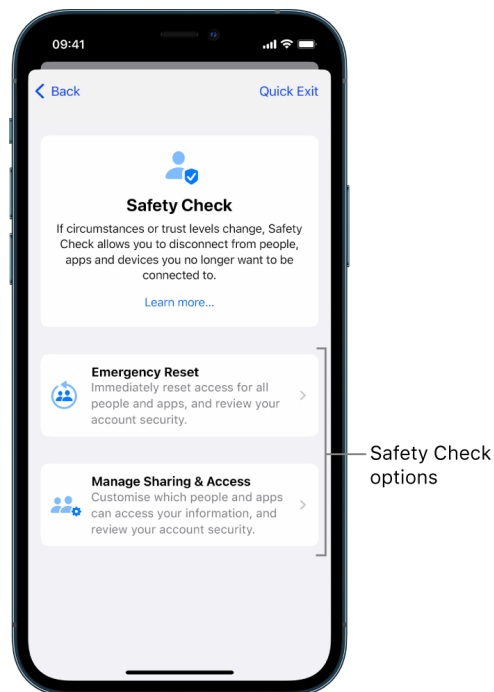 09:41
Back
Quick Exit
Safety Check
If circumstances or trust levels change, Safety
Check allows you to disconnect from people,
apps and devices you no longer want to be
connected to.
Learn more...
Emergency Reset
Immediately reset access for all
people and apps, and review your
account security.
Safety Check
options
Manage Sharing & Access
Customise which people and apps
can access your information, and
review your account security.